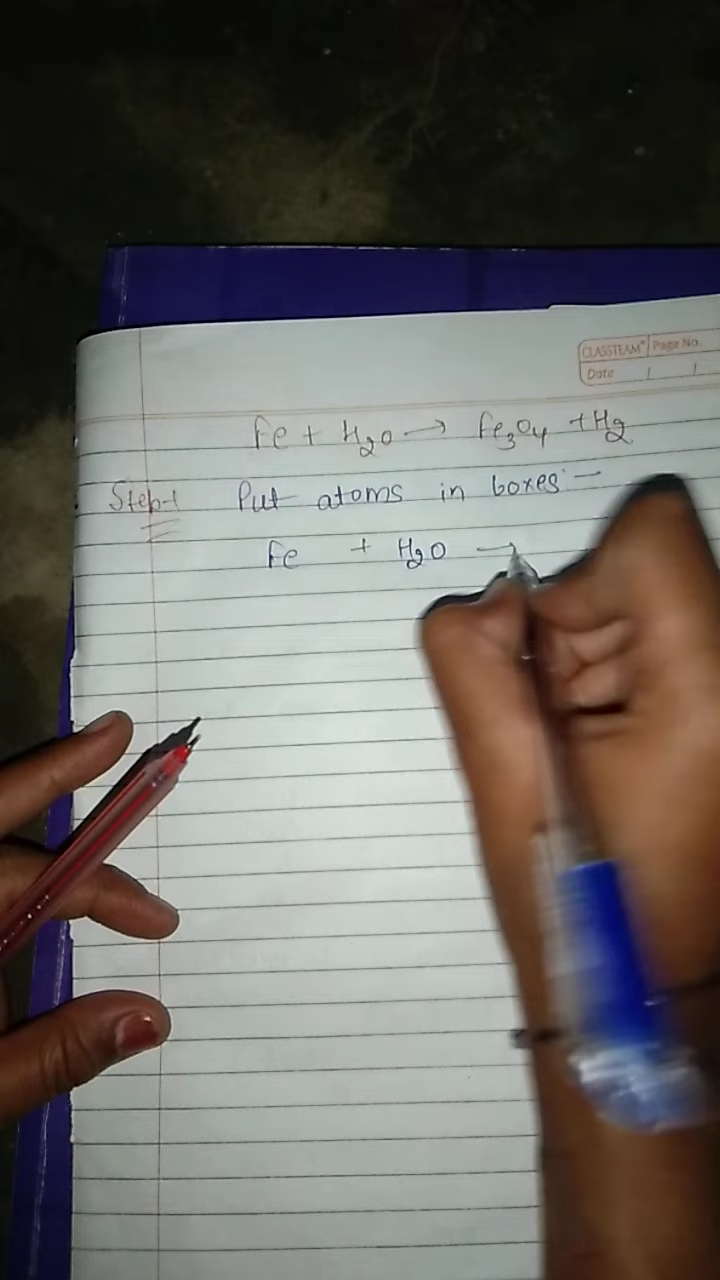 CLASSTEAM® Page No.
Date / /
Fe + H2O → Fe3O4 + H2
Step-1 Put atoms in boxes:-
Fe + H2O →